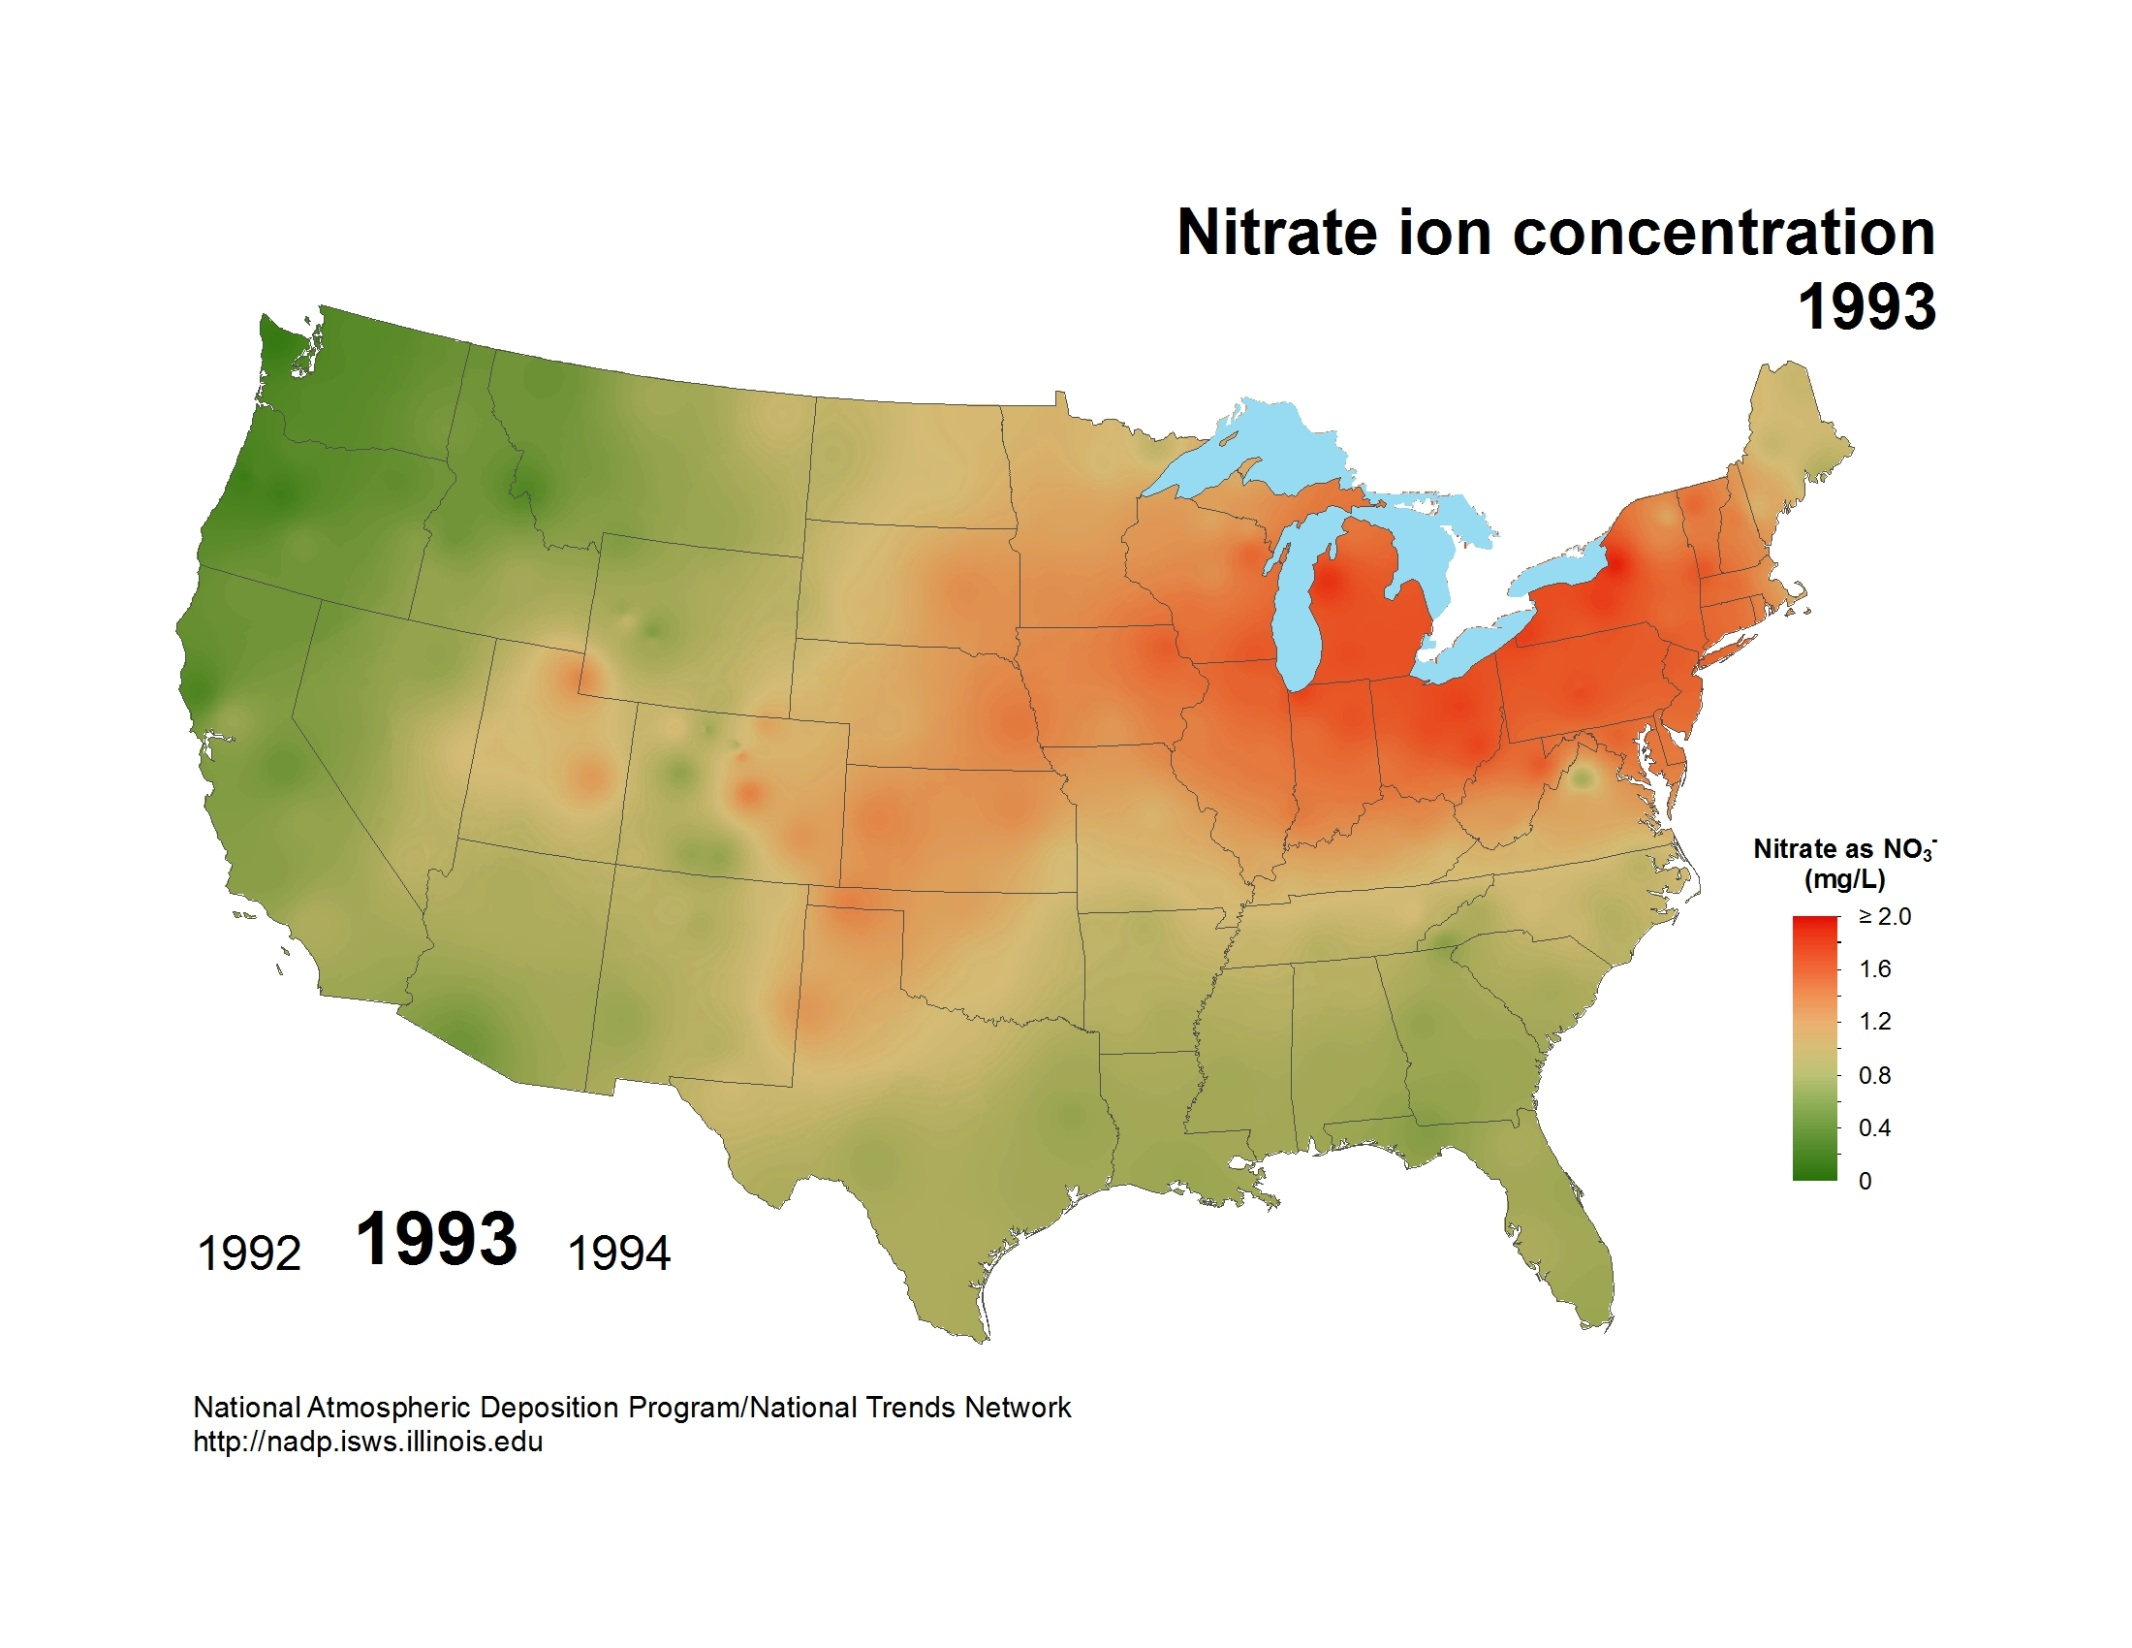 Nitrate ion concentration
1993
Nitrate as NO₃⁻
(mg/L)
≥ 2.0
1.6
1.2
0.8
0.4
0
1992 1993 1994
National Atmospheric Deposition Program/National Trends Network
http://nadp.isws.illinois.edu